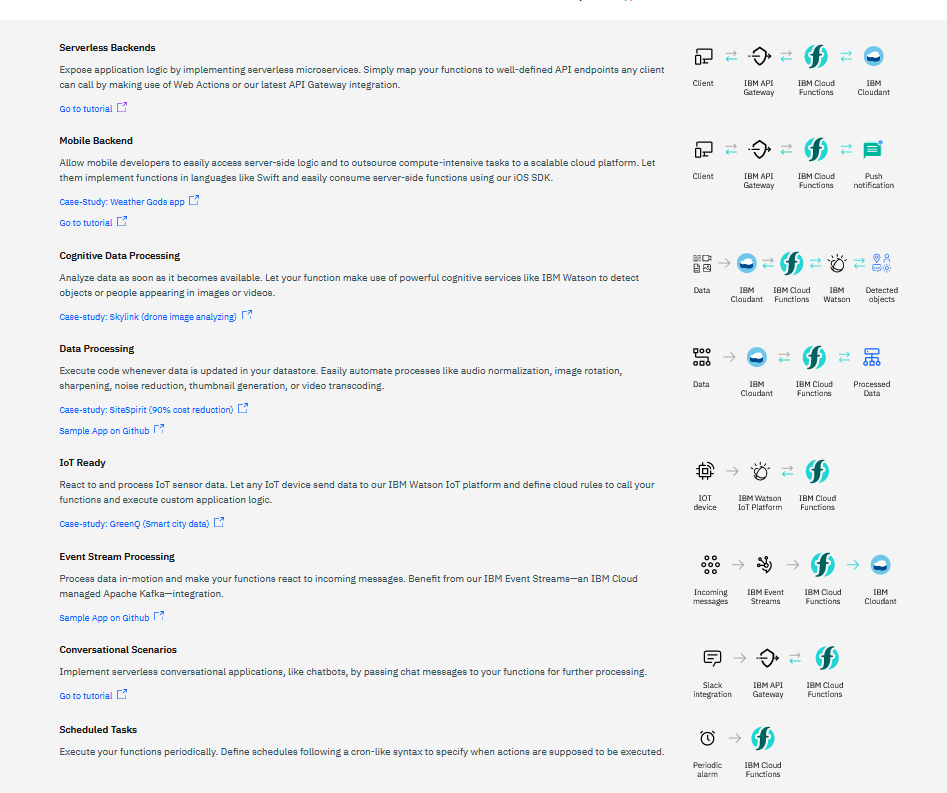 Serverless Backends
Expose application logic by implementing serverless microservices. Simply map your functions to well-defined API endpoints any client
can call by making use of Web Actions or our latest API Gateway integration.
Go to tutorial
Client
IBM API
Gateway
IBM Cloud
Functions
IBM
Cloudant
Mobile Backend
Allow mobile developers to easily access server-side logic and to outsource compute-intensive tasks to a scalable cloud platform. Let
them implement functions in languages like Swift and easily consume server-side functions using our iOS SDK.
Case-Study: Weather Gods app
Go to tutorial
Client
IBM API
Gateway
IBM Cloud
Functions
Push
notification
Cognitive Data Processing
Analyze data as soon as it becomes available. Let your function make use of powerful cognitive services like IBM Watson to detect
objects or people appearing in images or videos.
Case-study: Skylink (drone image analyzing)
Data
IBM
Cloudant
IBM Cloud
Functions
IBM
Watson
Detected
objects
Data Processing
Execute code whenever data is updated in your datastore. Easily automate processes like audio normalization, image rotation,
sharpening, noise reduction, thumbnail generation, or video transcoding.
Case-study: SiteSpirit (90% cost reduction)
Sample App on Github
Data
IBM
Cloudant
IBM Cloud
Functions
Processed
Data
IoT Ready
React to and process IoT sensor data. Let any IoT device send data to our IBM Watson IoT platform and define cloud rules to call your
functions and execute custom application logic.
Case-study: GreenQ (Smart city data)
IOT
device
IBM Watson
IoT Platform
IBM Cloud
Functions
Event Stream Processing
Process data in-motion and make your functions react to incoming messages. Benefit from our IBM Event Streams—an IBM Cloud
managed Apache Kafka—integration.
Sample App on Github
Incoming
messages
IBM Event
Streams
IBM Cloud
Functions
IBM
Cloudant
Conversational Scenarios
Implement serverless conversational applications, like chatbots, by passing chat messages to your functions for further processing.
Go to tutorial
Slack
integration
IBM API
Gateway
IBM Cloud
Functions
Scheduled Tasks
Execute your functions periodically. Define schedules following a cron-like syntax to specify when actions are supposed to be executed.
Periodic
alarm
IBM Cloud
Functions